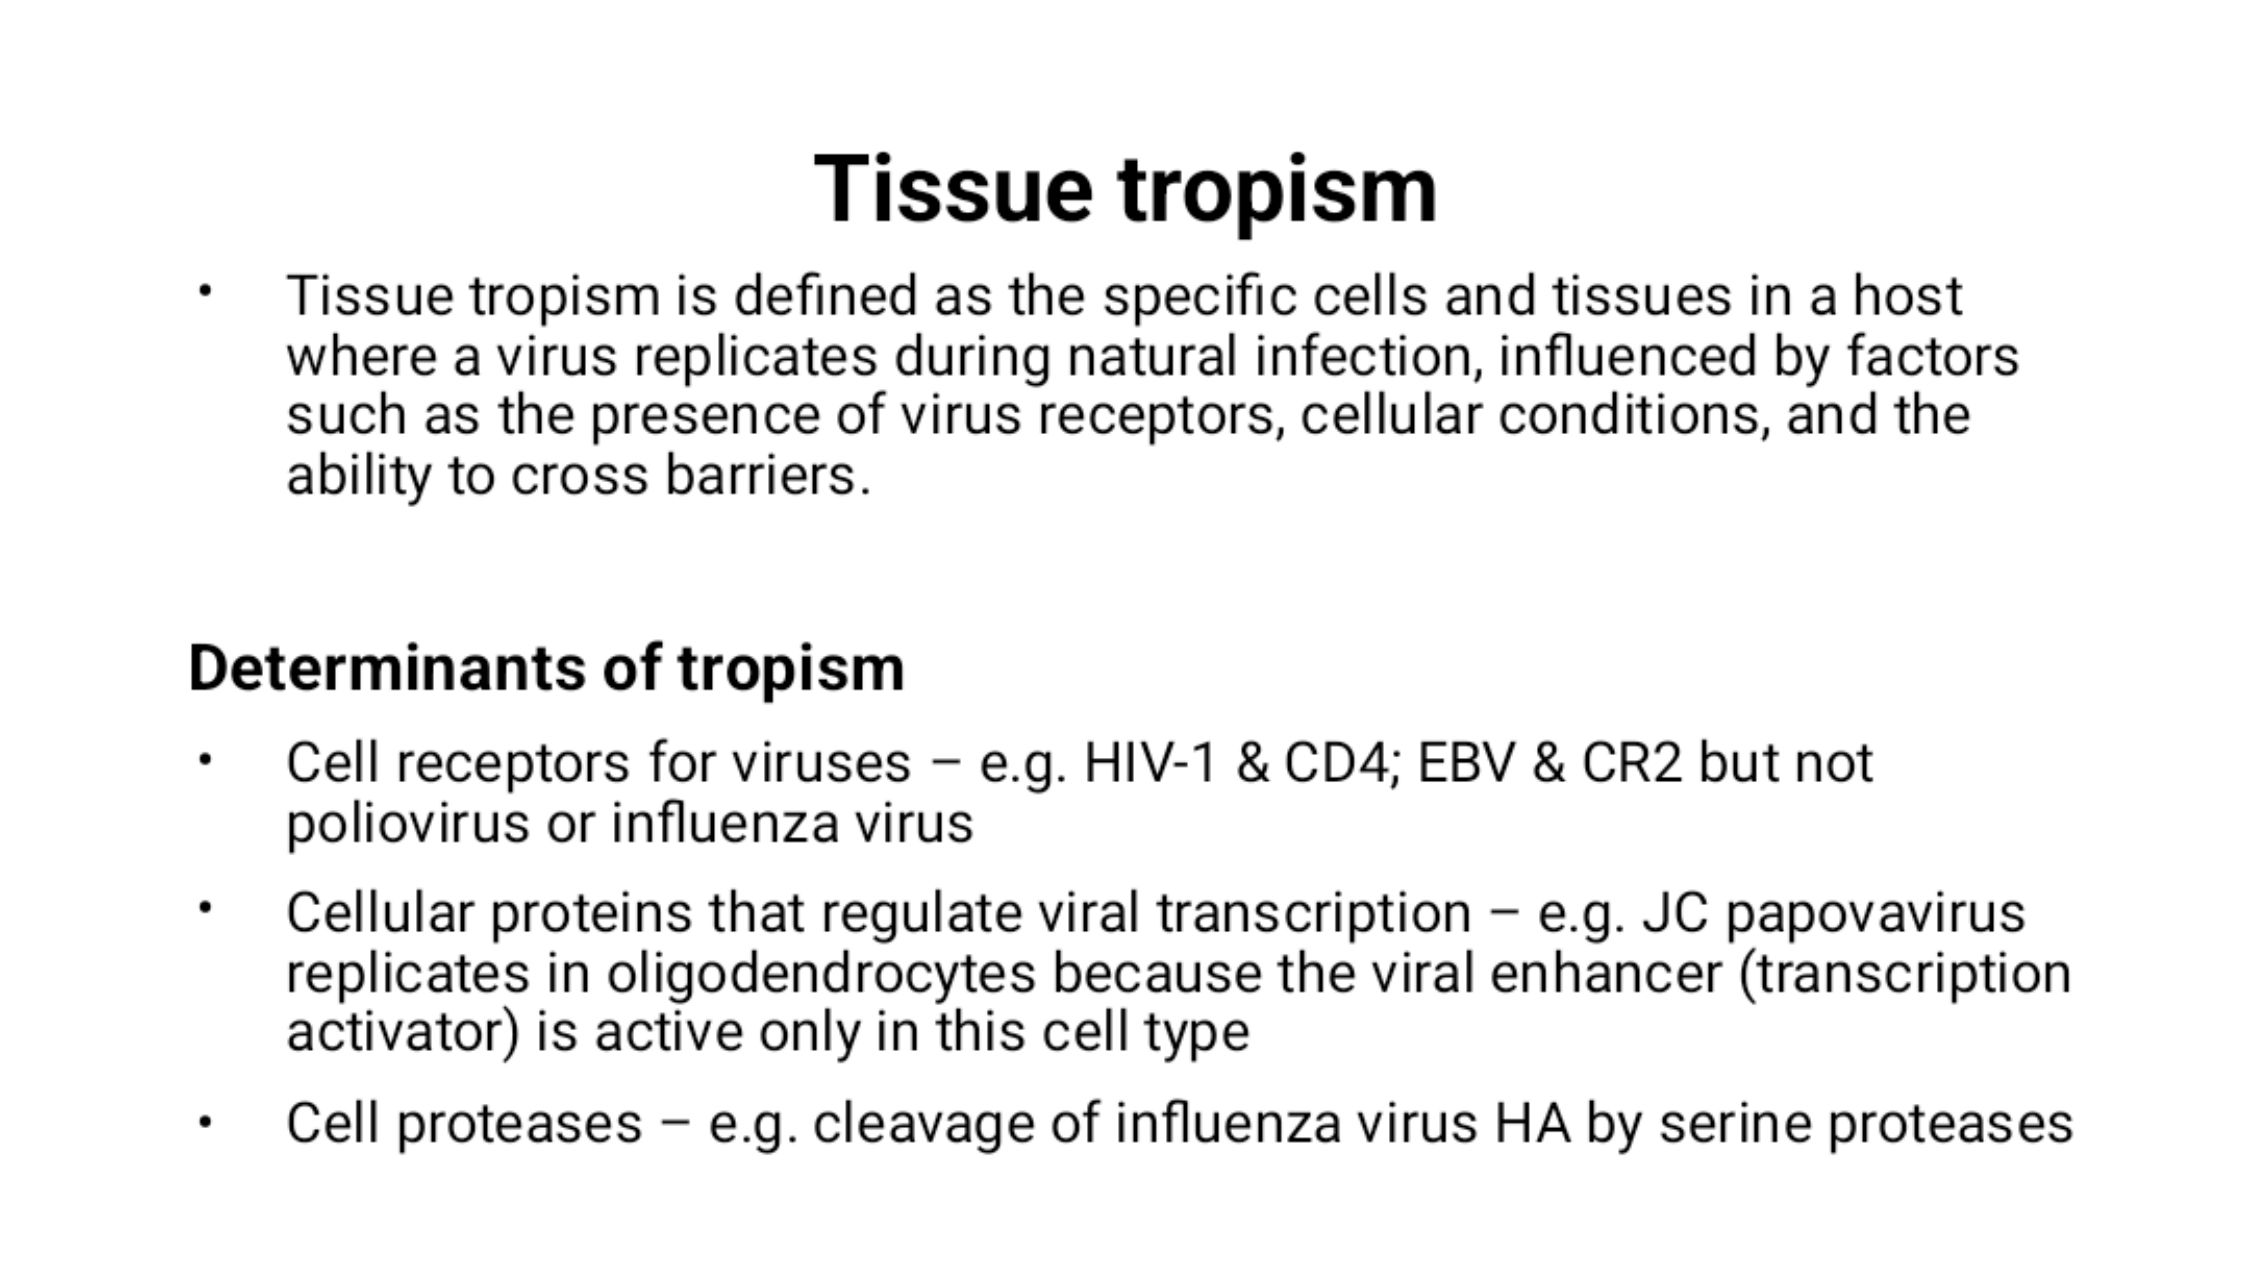 Tissue tropism
• Tissue tropism is defined as the specific cells and tissues in a host
where a virus replicates during natural infection, influenced by factors
such as the presence of virus receptors, cellular conditions, and the
ability to cross barriers.
Determinants of tropism
• Cell receptors for viruses – e.g. HIV-1 & CD4; EBV & CR2 but not
poliovirus or influenza virus
• Cellular proteins that regulate viral transcription – e.g. JC papovavirus
replicates in oligodendrocytes because the viral enhancer (transcription
activator) is active only in this cell type
• Cell proteases – e.g. cleavage of influenza virus HA by serine proteases